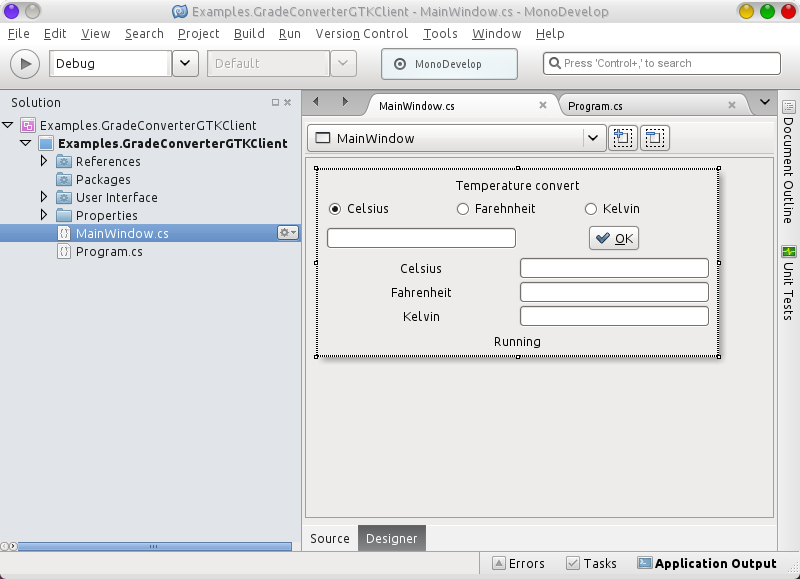 Examples.GradeConverterGTKClient - MainWindow.cs - MonoDevelop
File Edit View Search Project Build Run Version Control Tools Window Help
Debug Default MonoDevelop Press 'Control+,' to search
Solution
Examples.GradeConverterGTKClient
Examples.GradeConverterGTKClient
References
Packages
User Interface
Properties
MainWindow.cs
Program.cs
MainWindow.cs Program.cs
MainWindow
Temperature convert
Celsius Farehnheit Kelvin
OK
Celsius
Fahrenheit
Kelvin
Running
Source Designer
Document Outline
Unit Tests
Errors Tasks Application Output